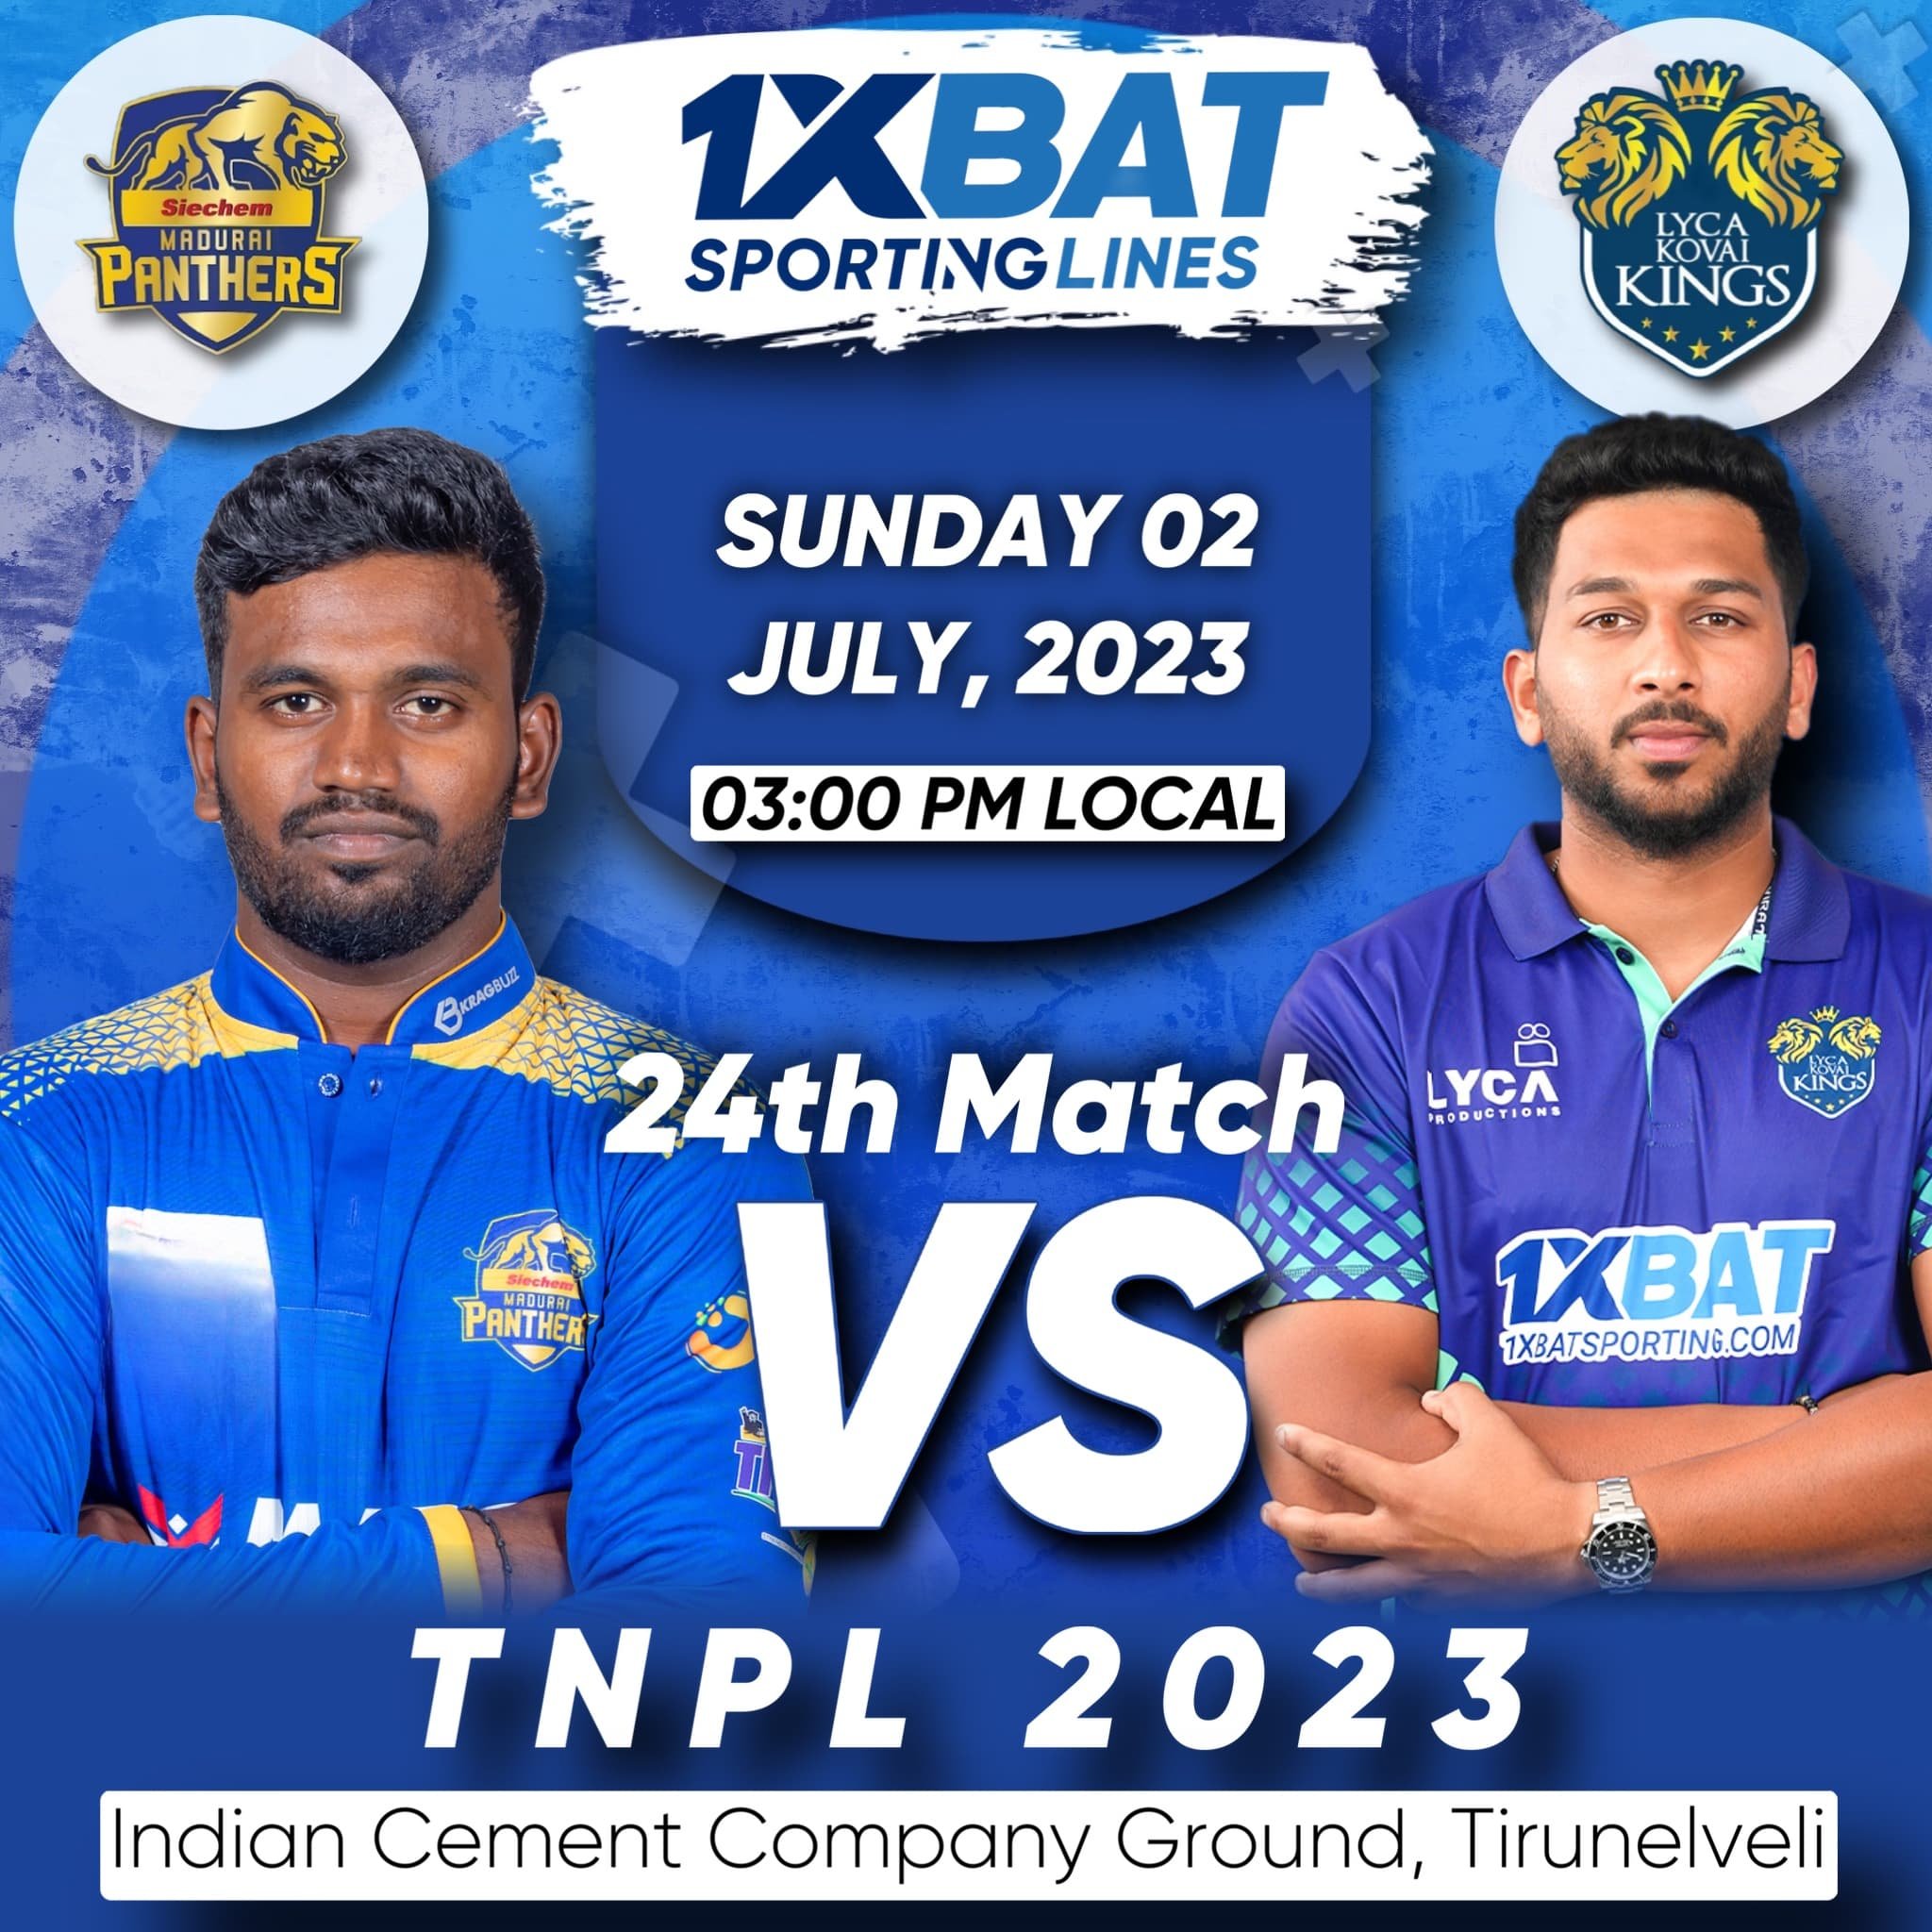 Siechem
MADURAI
PANTHERS
1XBAT
SPORTINGLINES
LYCA
KOVAI
KINGS
SUNDAY 02
JULY, 2023
03:00 PM LOCAL
KRAGBUZZ
24th Match
VS
LYCA
PRODUCTIONS
LYCA
KOVAI
KINGS
Siechem
MADURAI
PANTHER
1XBAT
1XBATSPORTING.COM
TNPL 2023
Indian Cement Company Ground, Tirunelveli